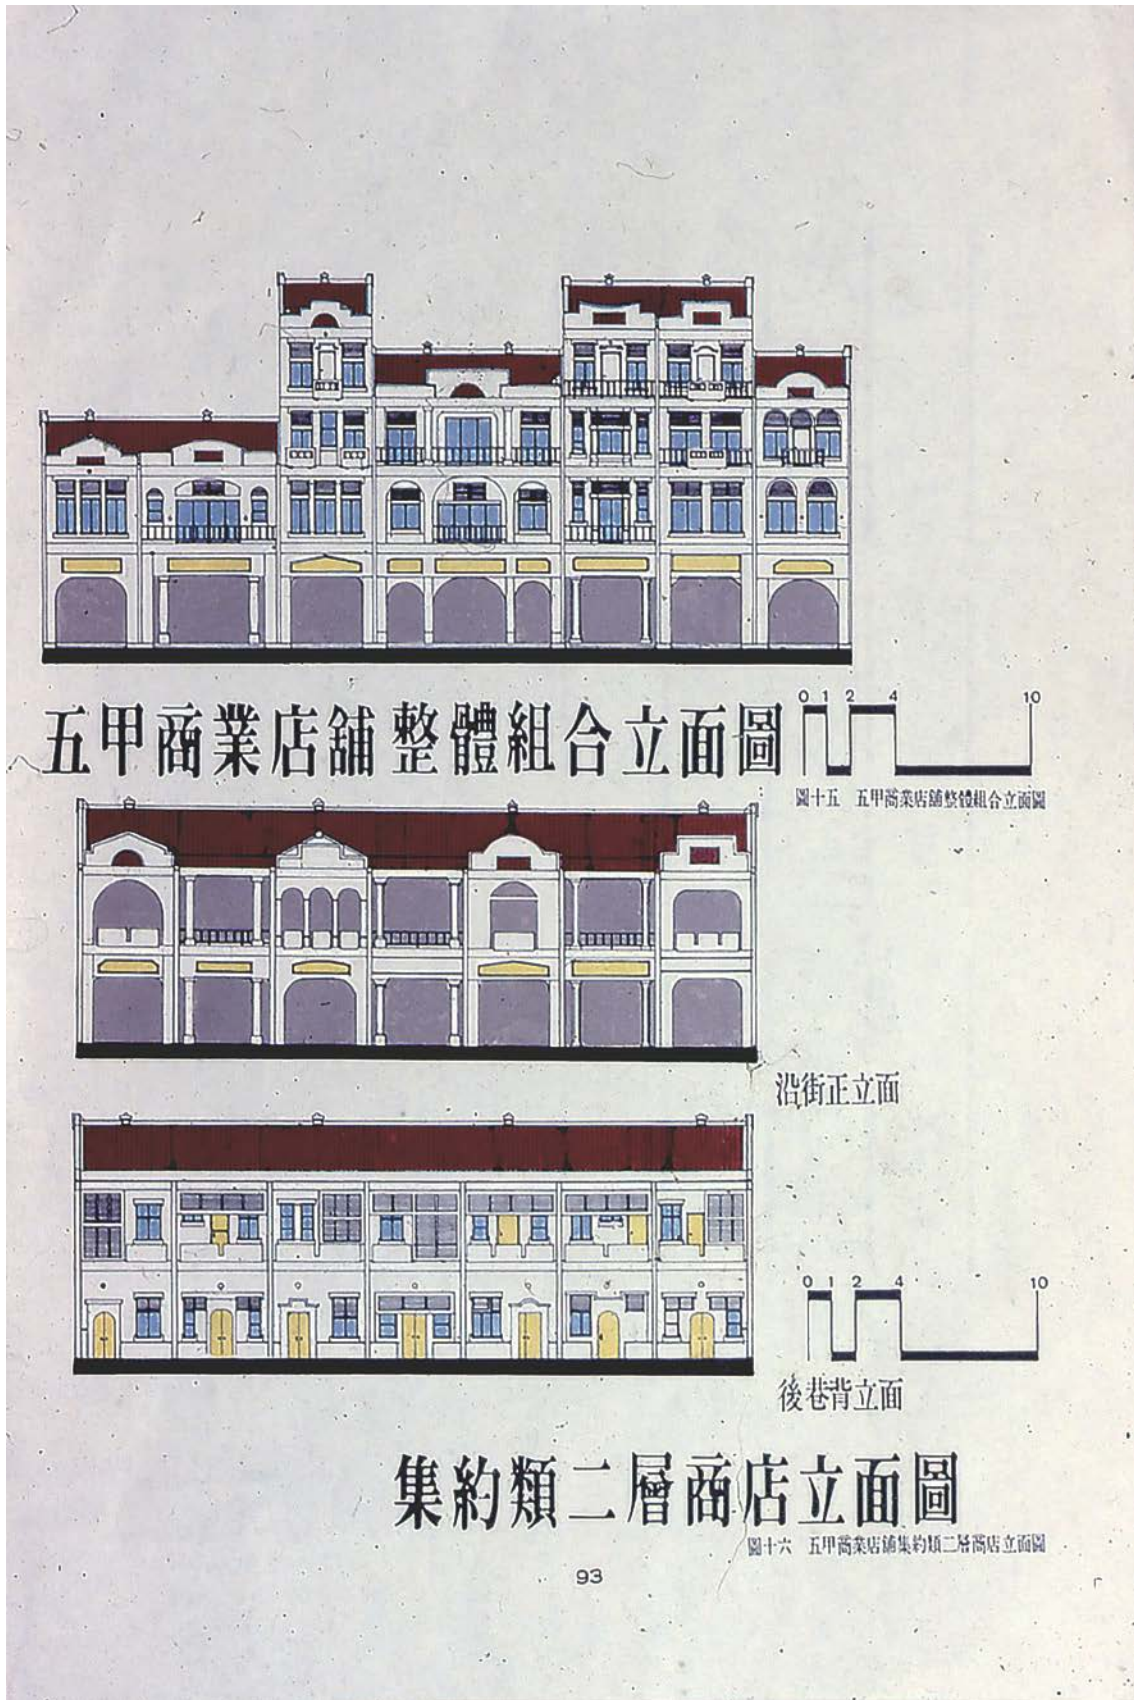 0 1 2 4 10
五甲商業店舖整體組合立面圖
圖十五 五甲商業店舖整體組合立面圖
沿街正立面
0 1 2 4 10
後巷背立面
集約類二層商店立面圖
圖十六 五甲商業店舖集約類二層商店立面圖
93